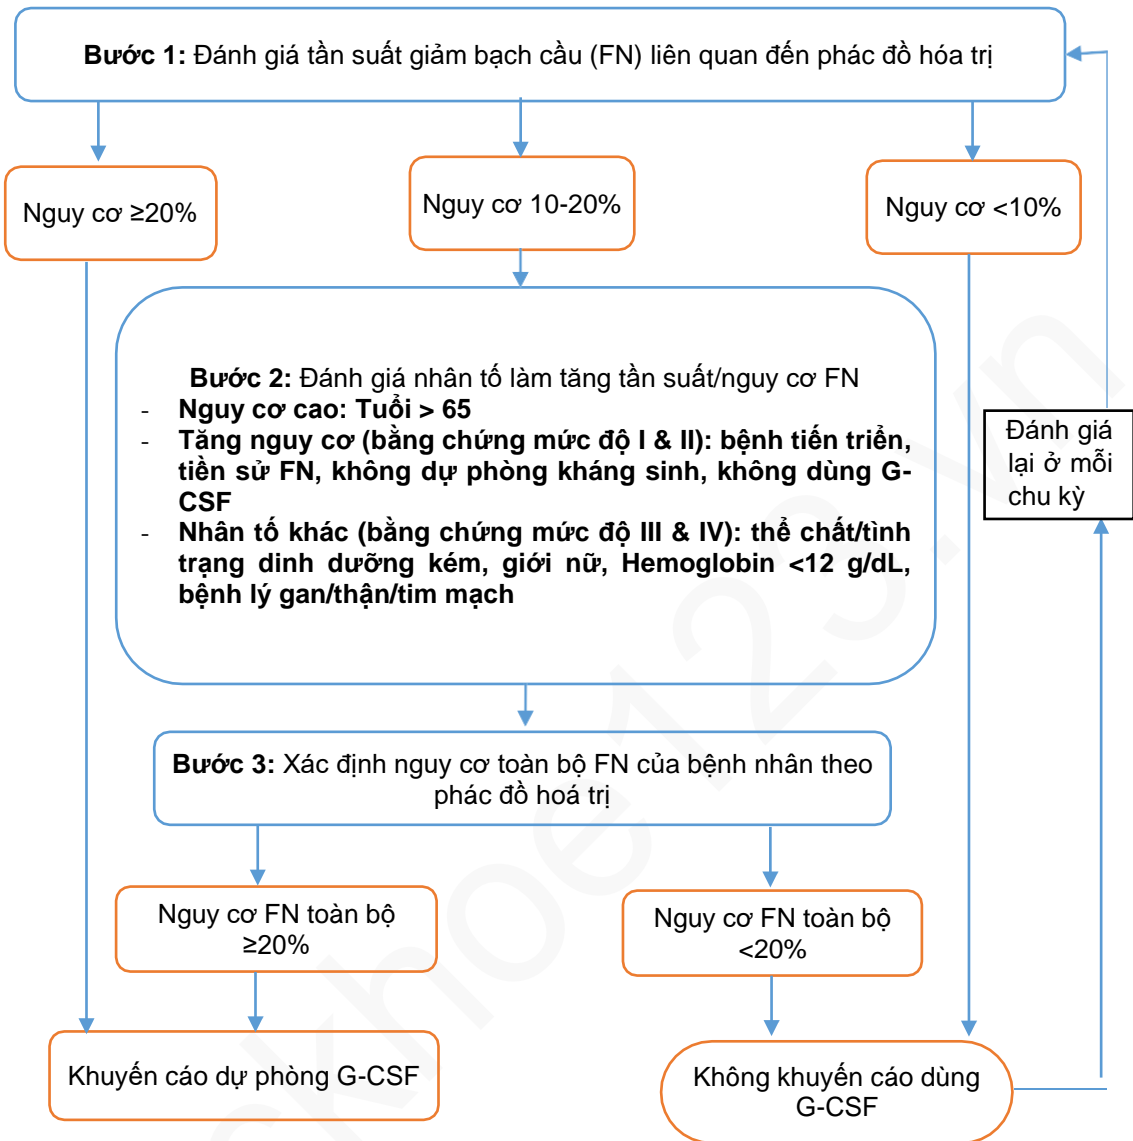 Bước 1: Đánh giá tần suất giảm bạch cầu (FN) liên quan đến phác đồ hóa trị
Nguy cơ ≥20%
Nguy cơ 10-20%
Nguy cơ <10%
Bước 2: Đánh giá nhân tố làm tăng tần suất/nguy cơ FN
- Nguy cơ cao: Tuổi > 65
- Tăng nguy cơ (bằng chứng mức độ I & II): bệnh tiến triển,
tiền sử FN, không dự phòng kháng sinh, không dùng G-
CSF
- Nhân tố khác (bằng chứng mức độ III & IV): thể chất/tình
trạng dinh dưỡng kém, giới nữ, Hemoglobin <12 g/dL,
bệnh lý gan/thận/tim mạch
Đánh giá
lại ở mỗi
chu kỳ
Bước 3: Xác định nguy cơ toàn bộ FN của bệnh nhân theo
phác đồ hoá trị
Nguy cơ FN toàn bộ
≥20%
Nguy cơ FN toàn bộ
<20%
Khuyến cáo dự phòng G-CSF
Không khuyến cáo dùng
G-CSF
khoe123.vn